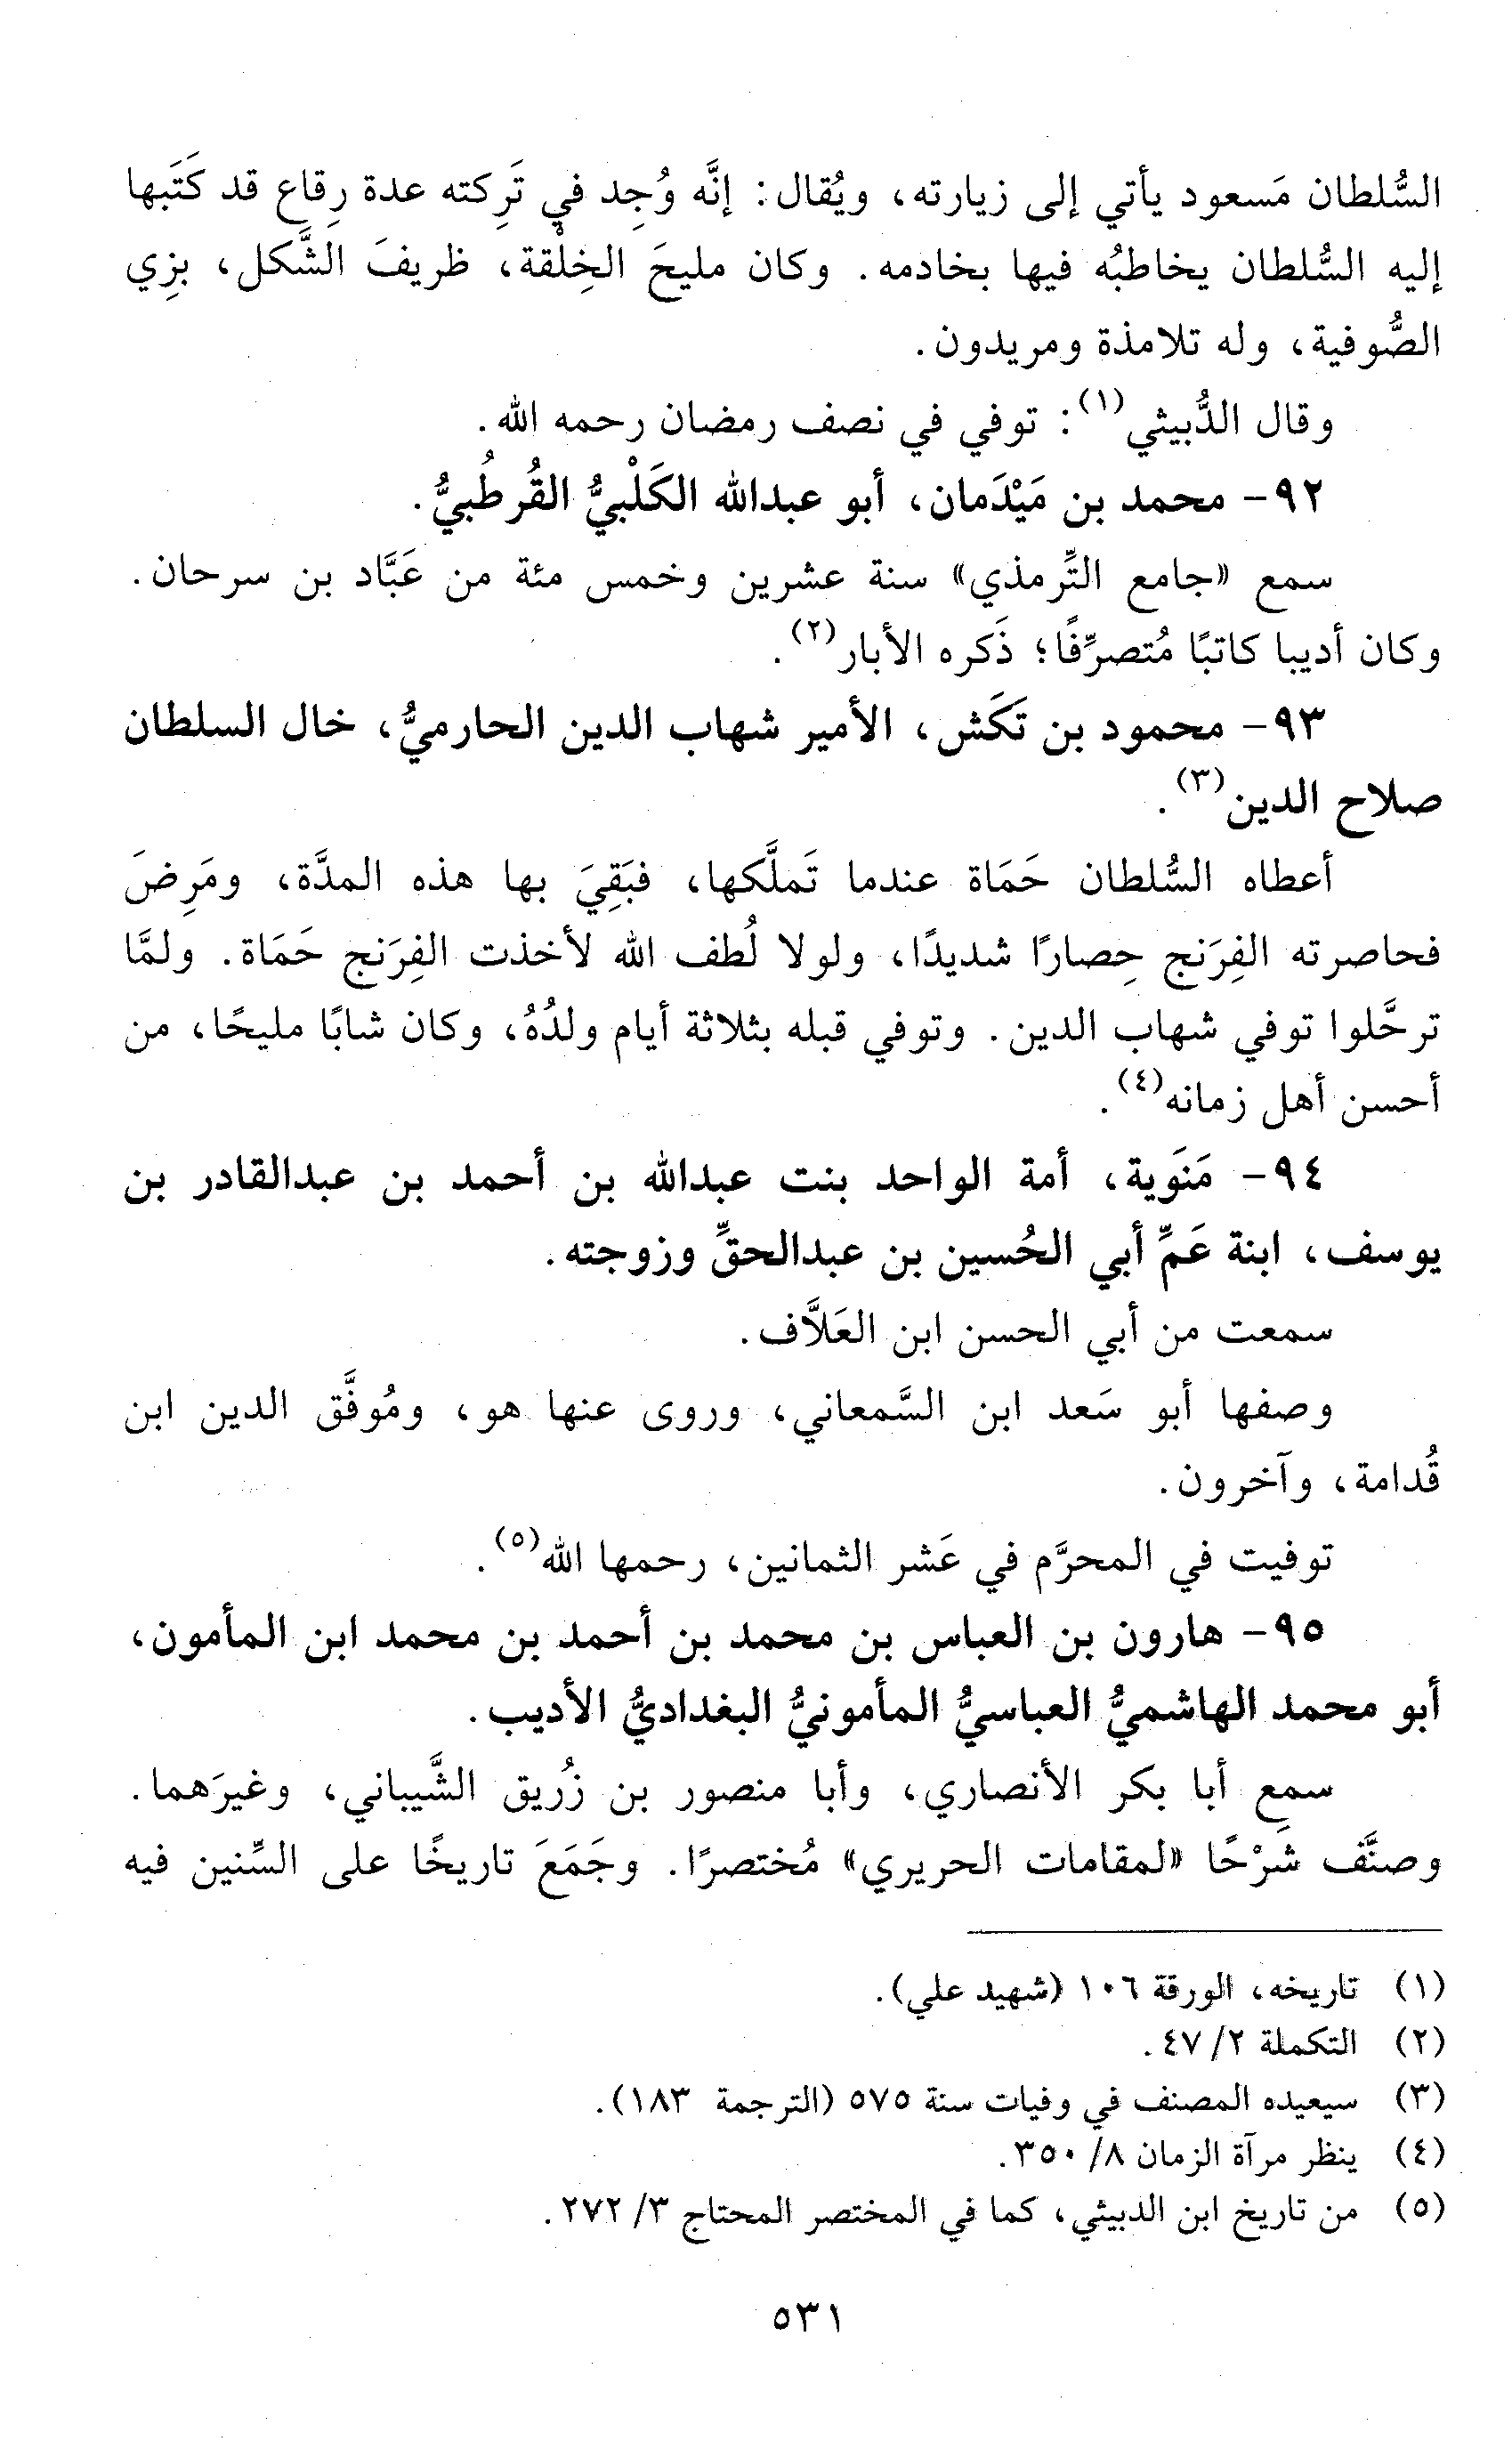 السُّلطان مَسعود يأتي إلى زيارته، ويُقال: إنَّه وُجِد في تَرِكته عدة رِقاع قد كَتَبها
إليه السُّلطان يخاطبُه فيها بخادمه. وكان مليحَ الخِلْقة، ظريفَ الشَّكل، بزِي
الصُّوفية، وله تلامذة ومريدون.
وقال الدُّبيثي(١): توفي في نصف رمضان رحمه الله.
٩٢- محمد بن مَيْدَمان، أبو عبدالله الكَلْبيُّ القُرطُبيُّ.
سمع «جامع التِّرمذي» سنة عشرين وخمس مئة من عَبَّاد بن سرحان.
وكان أديبا كاتبًا مُتصرِّفًا؛ ذَكره الأبار(٢).
٩٣- محمود بن تَكَش، الأمير شهاب الدين الحارميُّ، خال السلطان
صلاح الدين(٣).
أعطاه السُّلطان حَمَاة عندما تَملَّكها، فبَقِيَ بها هذه المدَّة، ومَرِضَ
فحاصرته الفِرَنج حِصارًا شديدًا، ولولا لُطف الله لأخذت الفِرَنج حَمَاة. ولمَّا
ترحَّلوا توفي شهاب الدين. وتوفي قبله بثلاثة أيام ولدُهُ، وكان شابًا مليحًا، من
أحسن أهل زمانه(٤).
٩٤- مَنَوية، أمة الواحد بنت عبدالله بن أحمد بن عبدالقادر بن
يوسف، ابنة عَمِّ أبي الحُسين بن عبدالحقِّ وزوجته.
سمعت من أبي الحسن ابن العَلاَّف.
وصفها أبو سَعد ابن السَّمعاني، وروى عنها هو، ومُوفَّق الدين ابن
قُدامة، وآخرون.
توفيت في المحرَّم في عَشر الثمانين، رحمها الله(٥).
٩٥- هارون بن العباس بن محمد بن أحمد بن محمد ابن المأمون،
أبو محمد الهاشميُّ العباسيُّ المأمونيُّ البغداديُّ الأديب.
سمِع أبا بكر الأنصاري، وأبا منصور بن زُريق الشَّيباني، وغيرَهما.
وصنَّف شَرْحًا «لمقامات الحريري» مُختصرًا. وجَمَعَ تاريخًا على السِّنين فيه
(١) تاريخه، الورقة ١٠٦ (شهيد علي).
(٢) التكملة ٢/ ٤٧.
(٣) سيعيده المصنف في وفيات سنة ٥٧٥ (الترجمة ١٨٣).
(٤) ينظر مرآة الزمان ٨/ ٣٥٠.
(٥) من تاريخ ابن الدبيثي، كما في المختصر المحتاج ٣/ ٢٧٢.
٥٣١